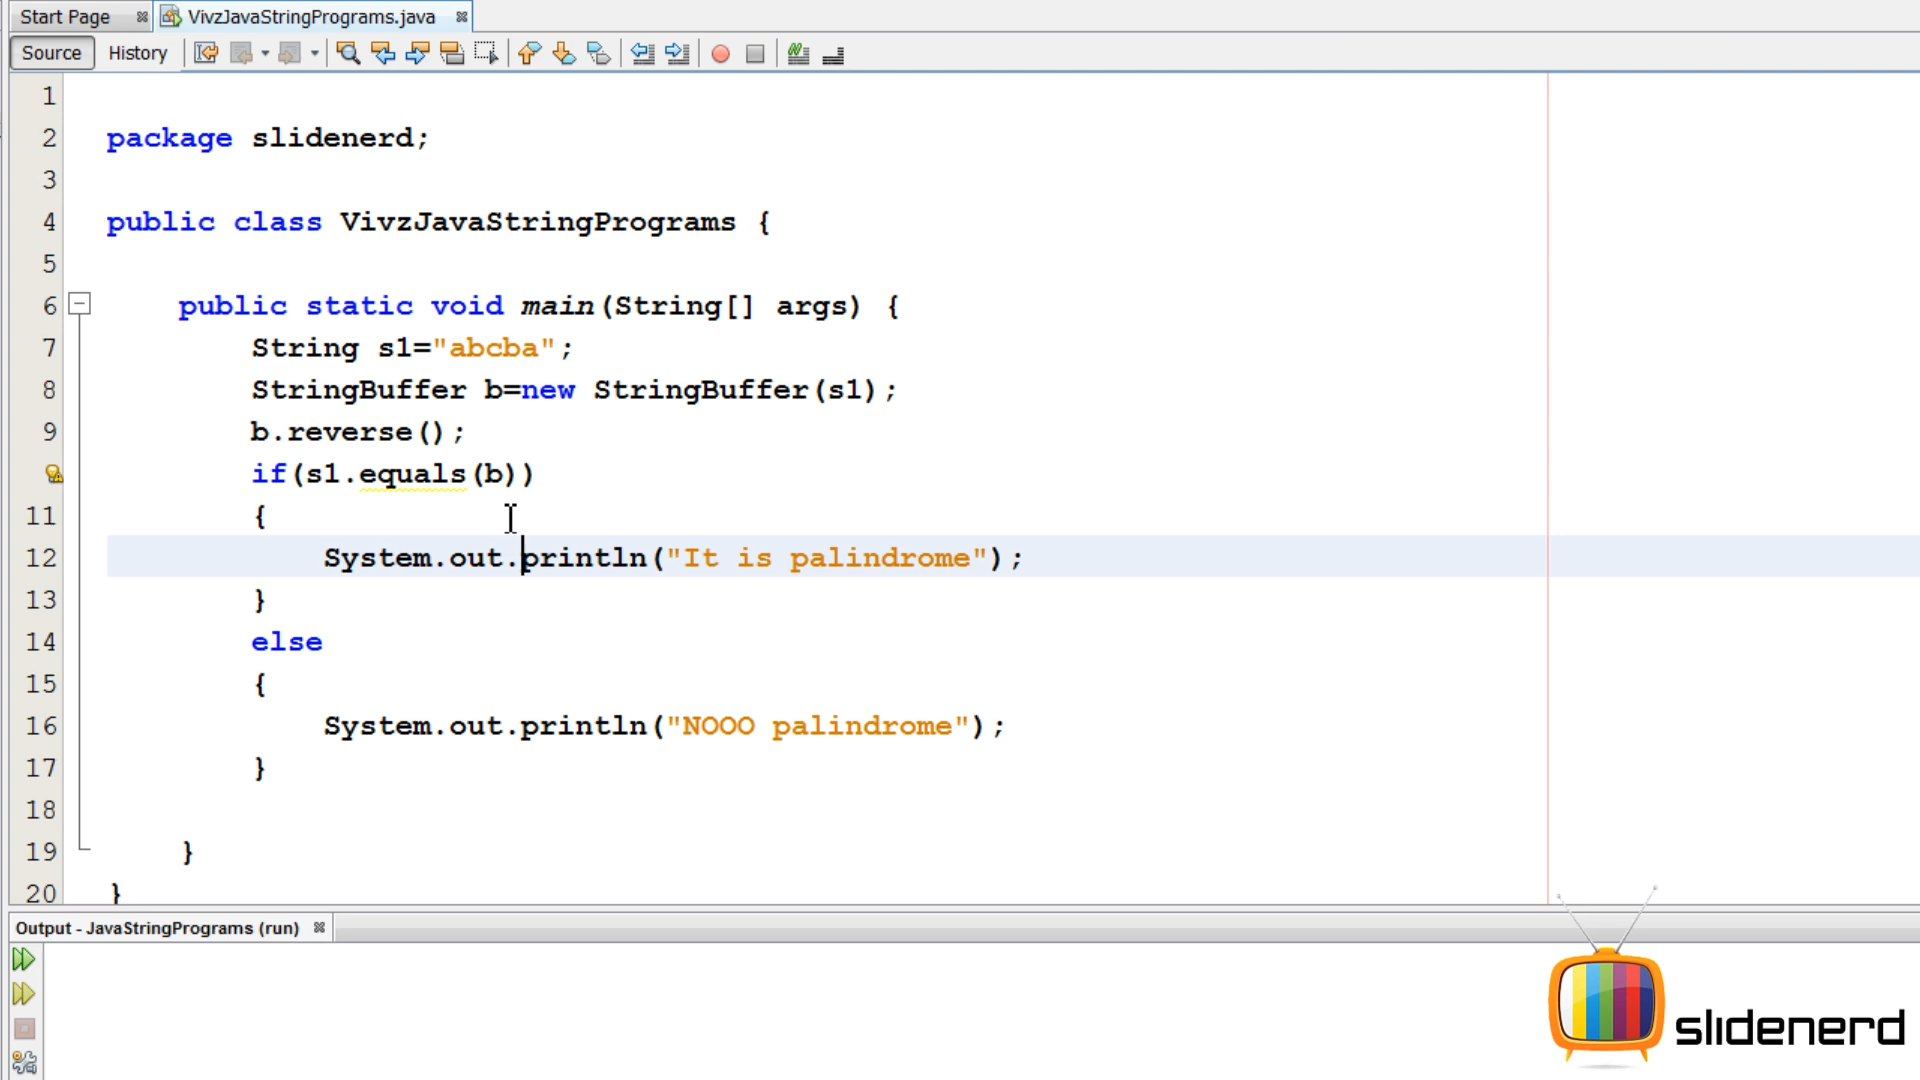 Start Page
VivzJavaStringPrograms.java
Source
History
1
2 package slidenerd;
3
4 public class VivzJavaStringPrograms {
5
6 public static void main(String[] args) {
7 String s1="abcba";
8 StringBuffer b=new StringBuffer(s1);
9 b.reverse();
if(s1.equals(b))
11 {
12 System.out.println("It is palindrome");
13 }
14 else
15 {
16 System.out.println("NOOO palindrome");
17 }
18
19 }
20 }
Output - JavaStringPrograms (run)
slidenerd